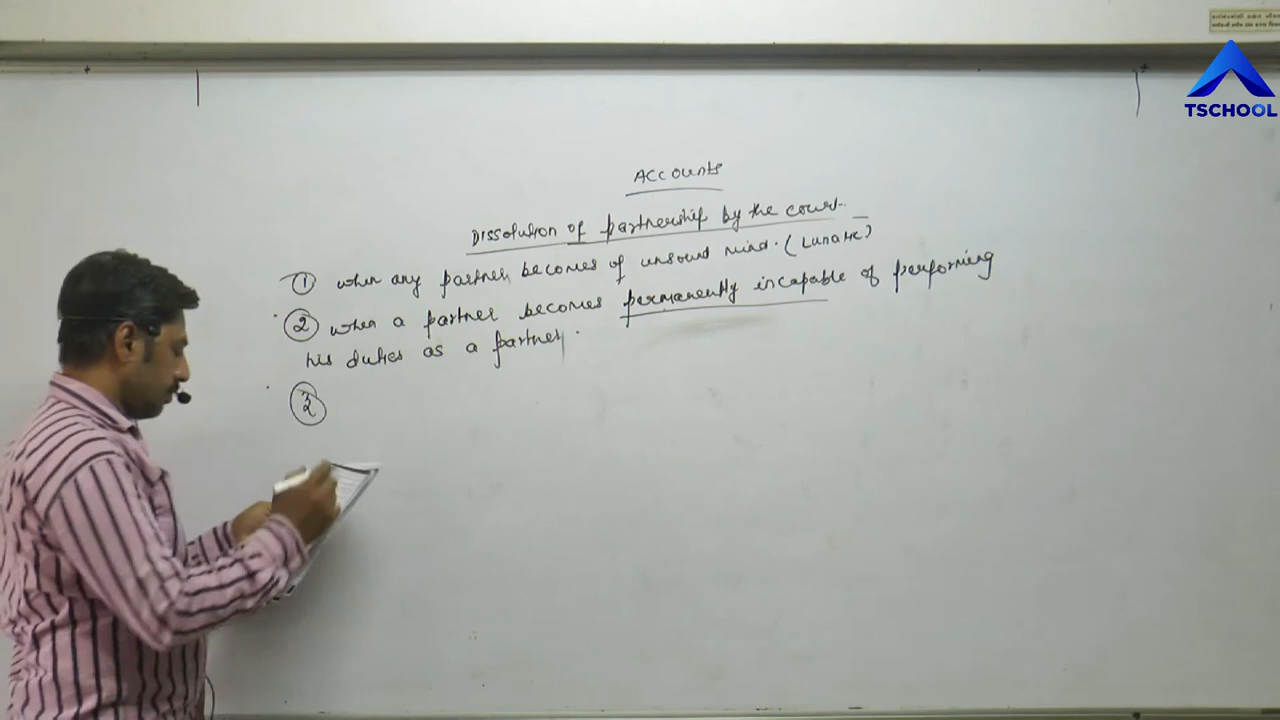 TSCHOOL
Accounts
Dissolution of partnership by the court.
① when any partner becomes of unsound mind. (Lunatic)
② when a partner becomes permanently incapable of performing
his duties as a partner.
③